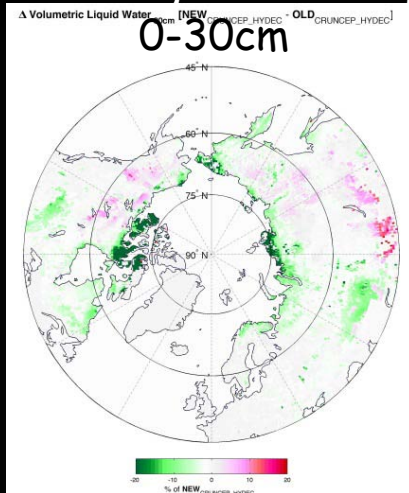 Δ Volumetric Liquid Water [NEW CRUNCEP_HYDEC - OLD CRUNCEP_HYDEC]
0-30cm
45° N
60° N
75° N
90° N
-20 -10 0 10 20
% of NEW CRUNCEP_HYDEC